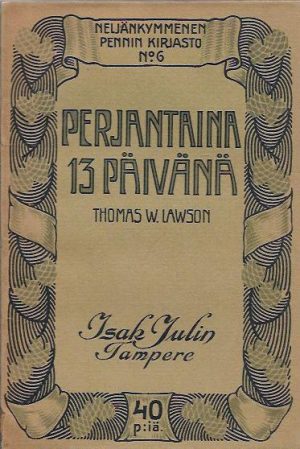 NELJÄNKYMMENEN
PENNIN KIRJASTO
No 6
PERJANTAINA
13 PÄIVÄNÄ
THOMAS W. LAWSON
Isak Julin
Tampere
40
p:iä.